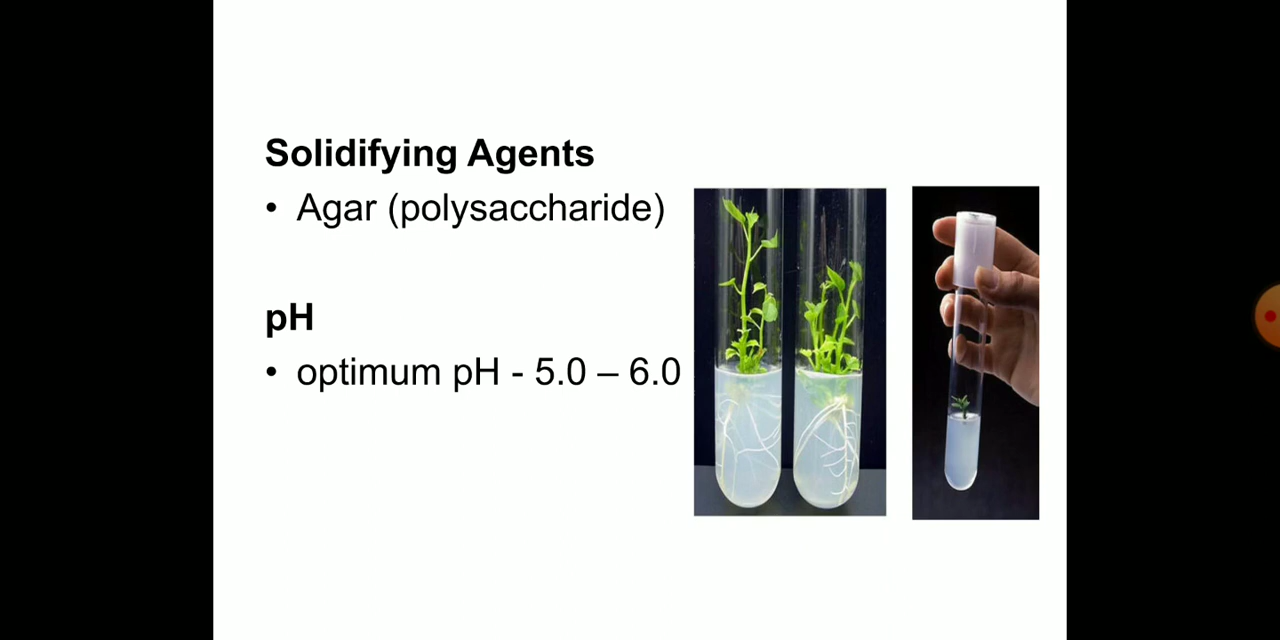 Solidifying Agents
• Agar (polysaccharide)
pH
• optimum pH - 5.0 – 6.0